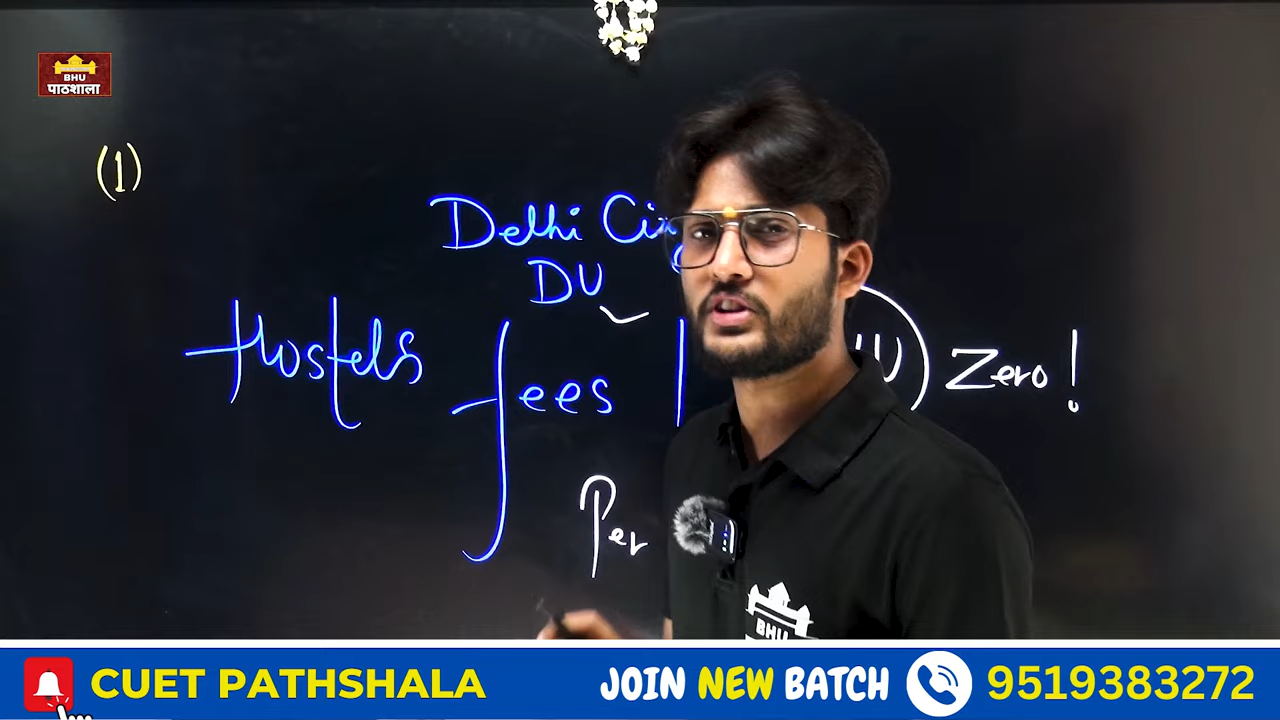 BHU
पाठशाला
(1)
Delhi
DU
Hostels fees
Zero!
Per
BHU
CUET PATHSHALA
JOIN NEW BATCH
9519383272